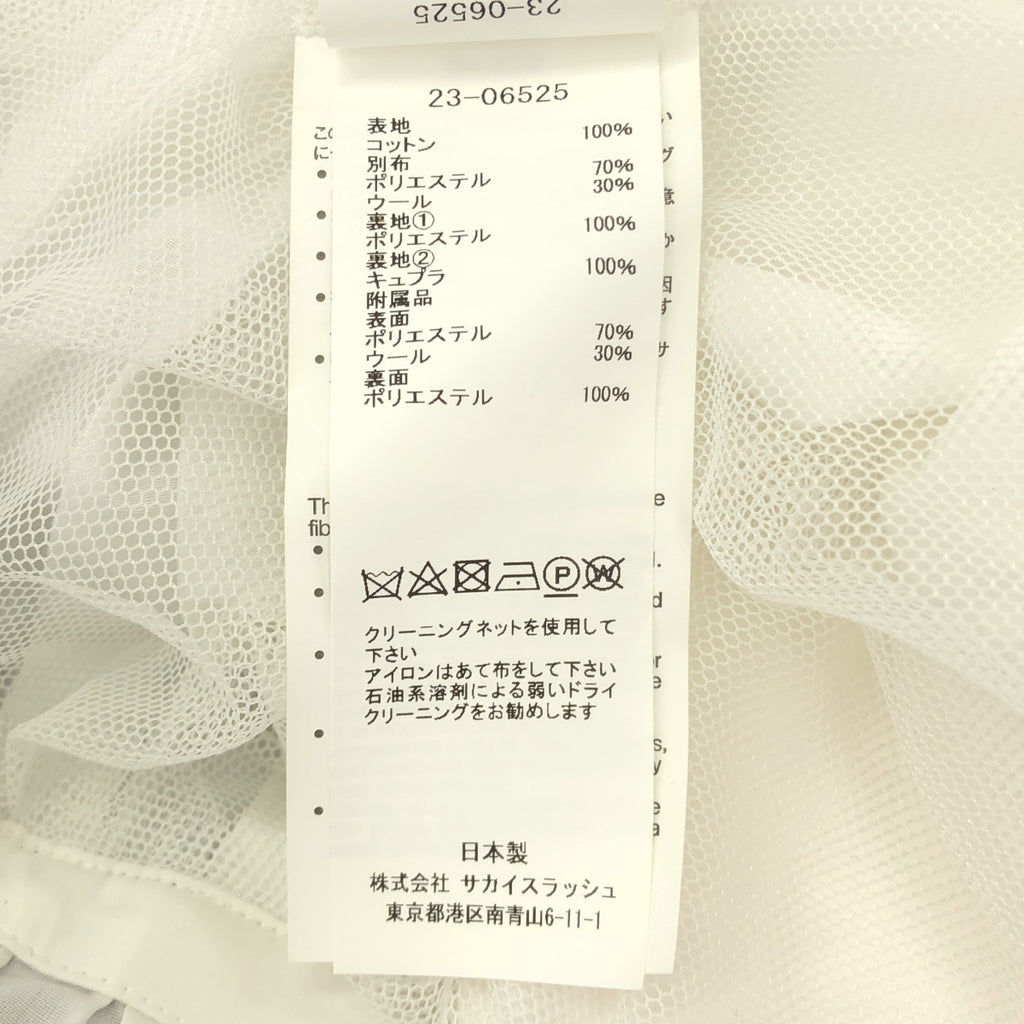 23-06525
23-06525
表地
コットン 100%
別布
ポリエステル 70%
ウール 30%
裏地①
ポリエステル 100%
裏地②
キュプラ 100%
附属品
表面
ポリエステル 70%
ウール 30%
裏面
ポリエステル 100%
P W
クリーニングネットを使用して
下さい
アイロンはあて布をして下さい
石油系溶剤による弱いドライ
クリーニングをお勧めします
日本製
株式会社 サカイスラッシュ
東京都港区南青山6-11-1